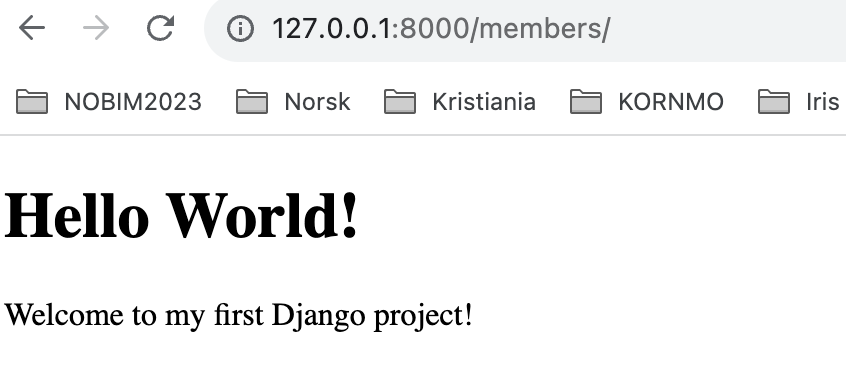 127.0.0.1:8000/members/
NOBIM2023 Norsk Kristiania KORNMO Iris
Hello World!
Welcome to my first Django project!